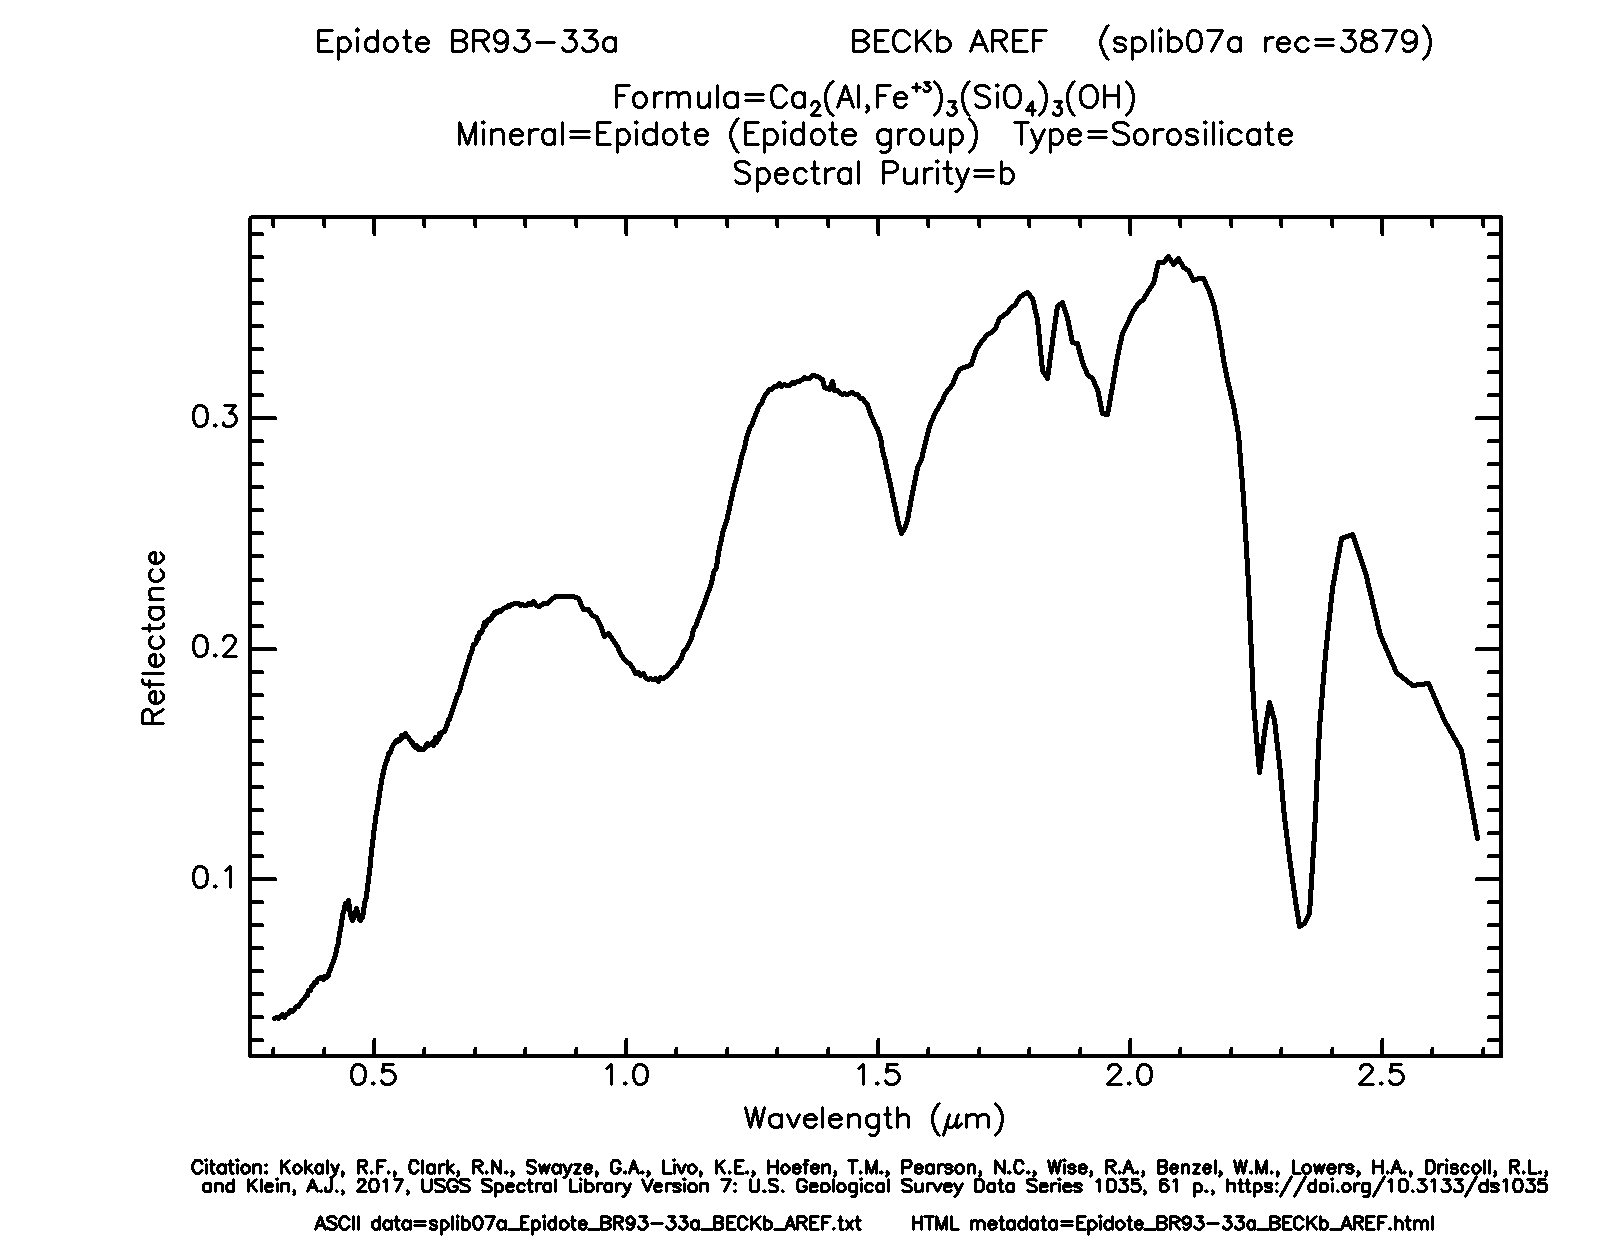 Epidote BR93-33a BECKb AREF (splib07a rec=3879)
Formula=Ca₂(Al,Fe⁺³)₃(SiO₄)₃(OH)
Mineral=Epidote (Epidote group) Type=Sorosilicate
Spectral Purity=b
0.3
0.2
0.1
Reflectance
0.5 1.0 1.5 2.0 2.5
Wavelength (μm)
Citation: Kokaly, R.F., Clark, R.N., Swayze, G.A., Livo, K.E., Hoefen, T.M., Pearson, N.C., Wise, R.A., Benzel, W.M., Lowers, H.A., Driscoll, R.L.,
and Klein, A.J., 2017, USGS Spectral Library Version 7: U.S. Geological Survey Data Series 1035, 61 p., https://doi.org/10.3133/ds1035
ASCII data=splib07a_Epidote_BR93-33a_BECKb_AREF.txt HTML metadata=Epidote_BR93-33a_BECKb_AREF.html